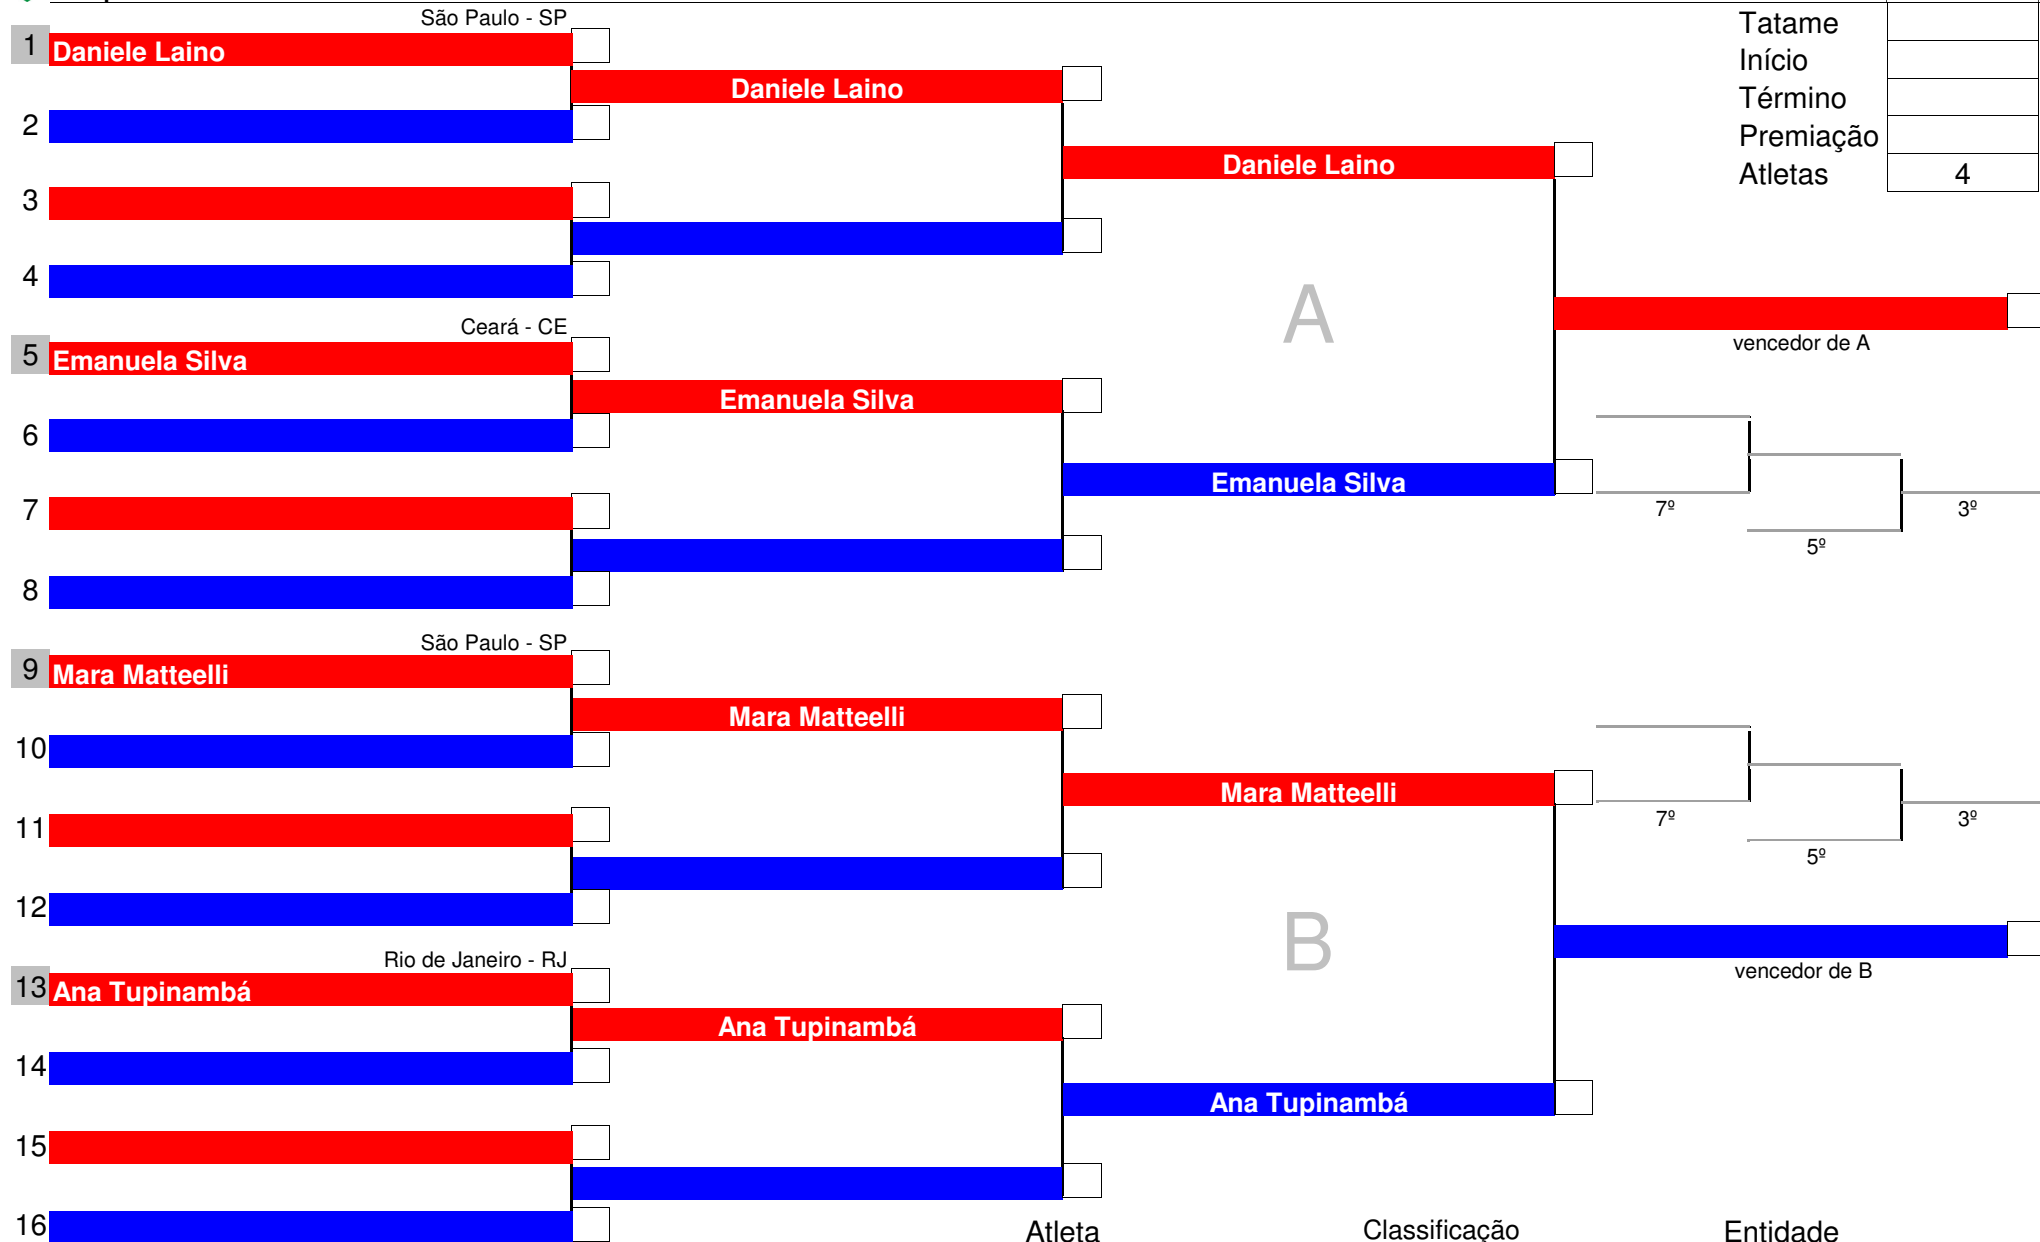 São Paulo - SP
1 Daniele Laino
Daniele Laino
2
Daniele Laino
3
4
Tatame
Início
Término
Premiação
Atletas 4
A
vencedor de A
Ceará - CE
5 Emanuela Silva
Emanuela Silva
6
Emanuela Silva
7
8
7º
3º
5º
São Paulo - SP
9 Mara Matteelli
Mara Matteelli
10
Mara Matteelli
11
12
7º
3º
5º
B
vencedor de B
Rio de Janeiro - RJ
13 Ana Tupinambá
Ana Tupinambá
14
Ana Tupinambá
15
16
Atleta Classificação Entidade